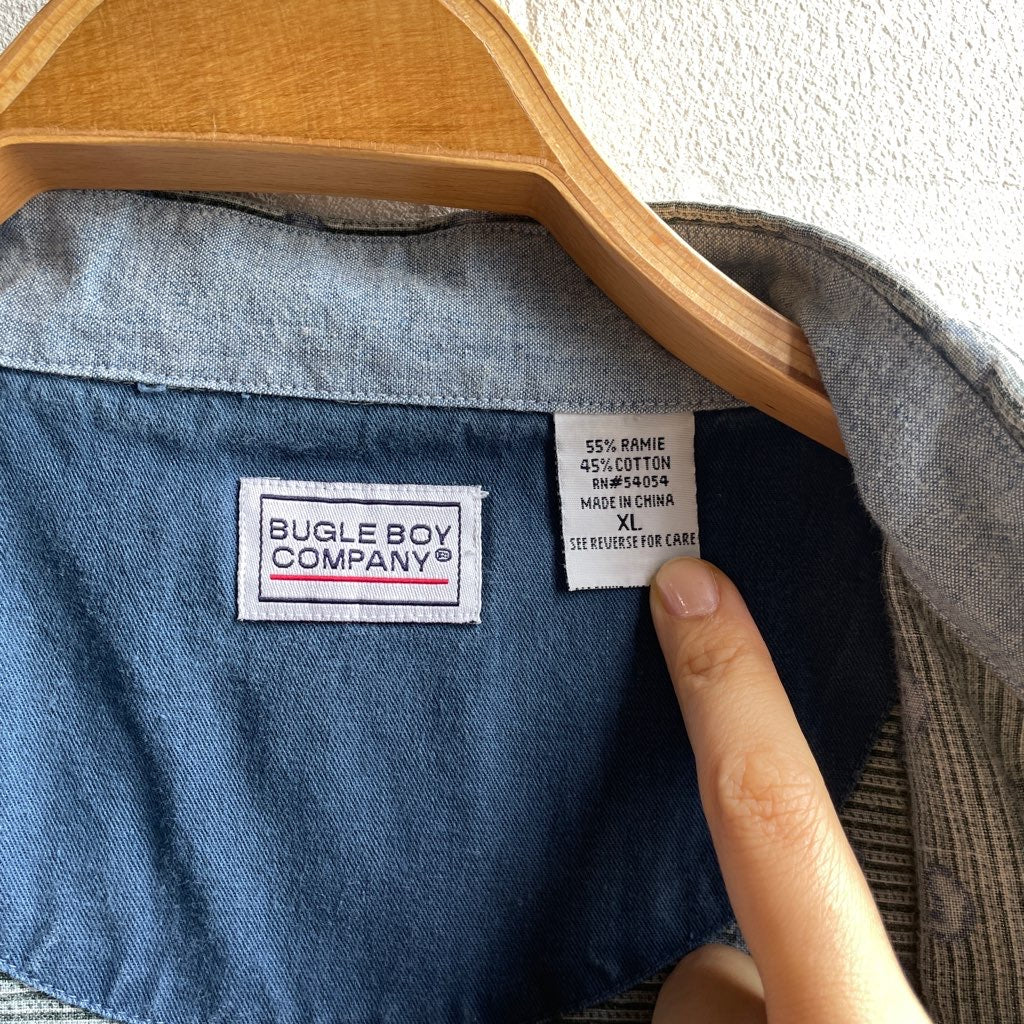 BUGLE BOY
COMPANY®
55% RAMIE
45% COTTON
RN#54054
MADE IN CHINA
XL
SEE REVERSE FOR CARE